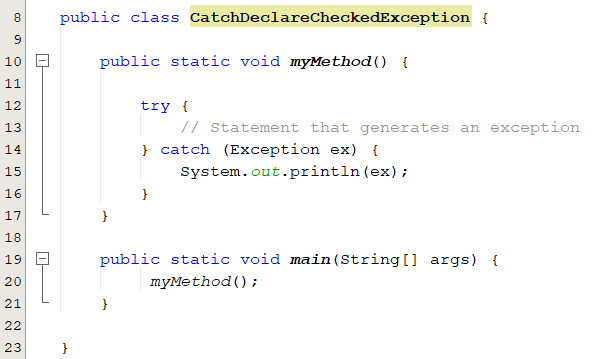 8 public class CatchDeclareCheckedException {
9
10 public static void myMethod() {
11
12 try {
13 // Statement that generates an exception
14 } catch (Exception ex) {
15 System.out.println(ex);
16 }
17 }
18
19 public static void main(String[] args) {
20 myMethod();
21 }
22
23 }